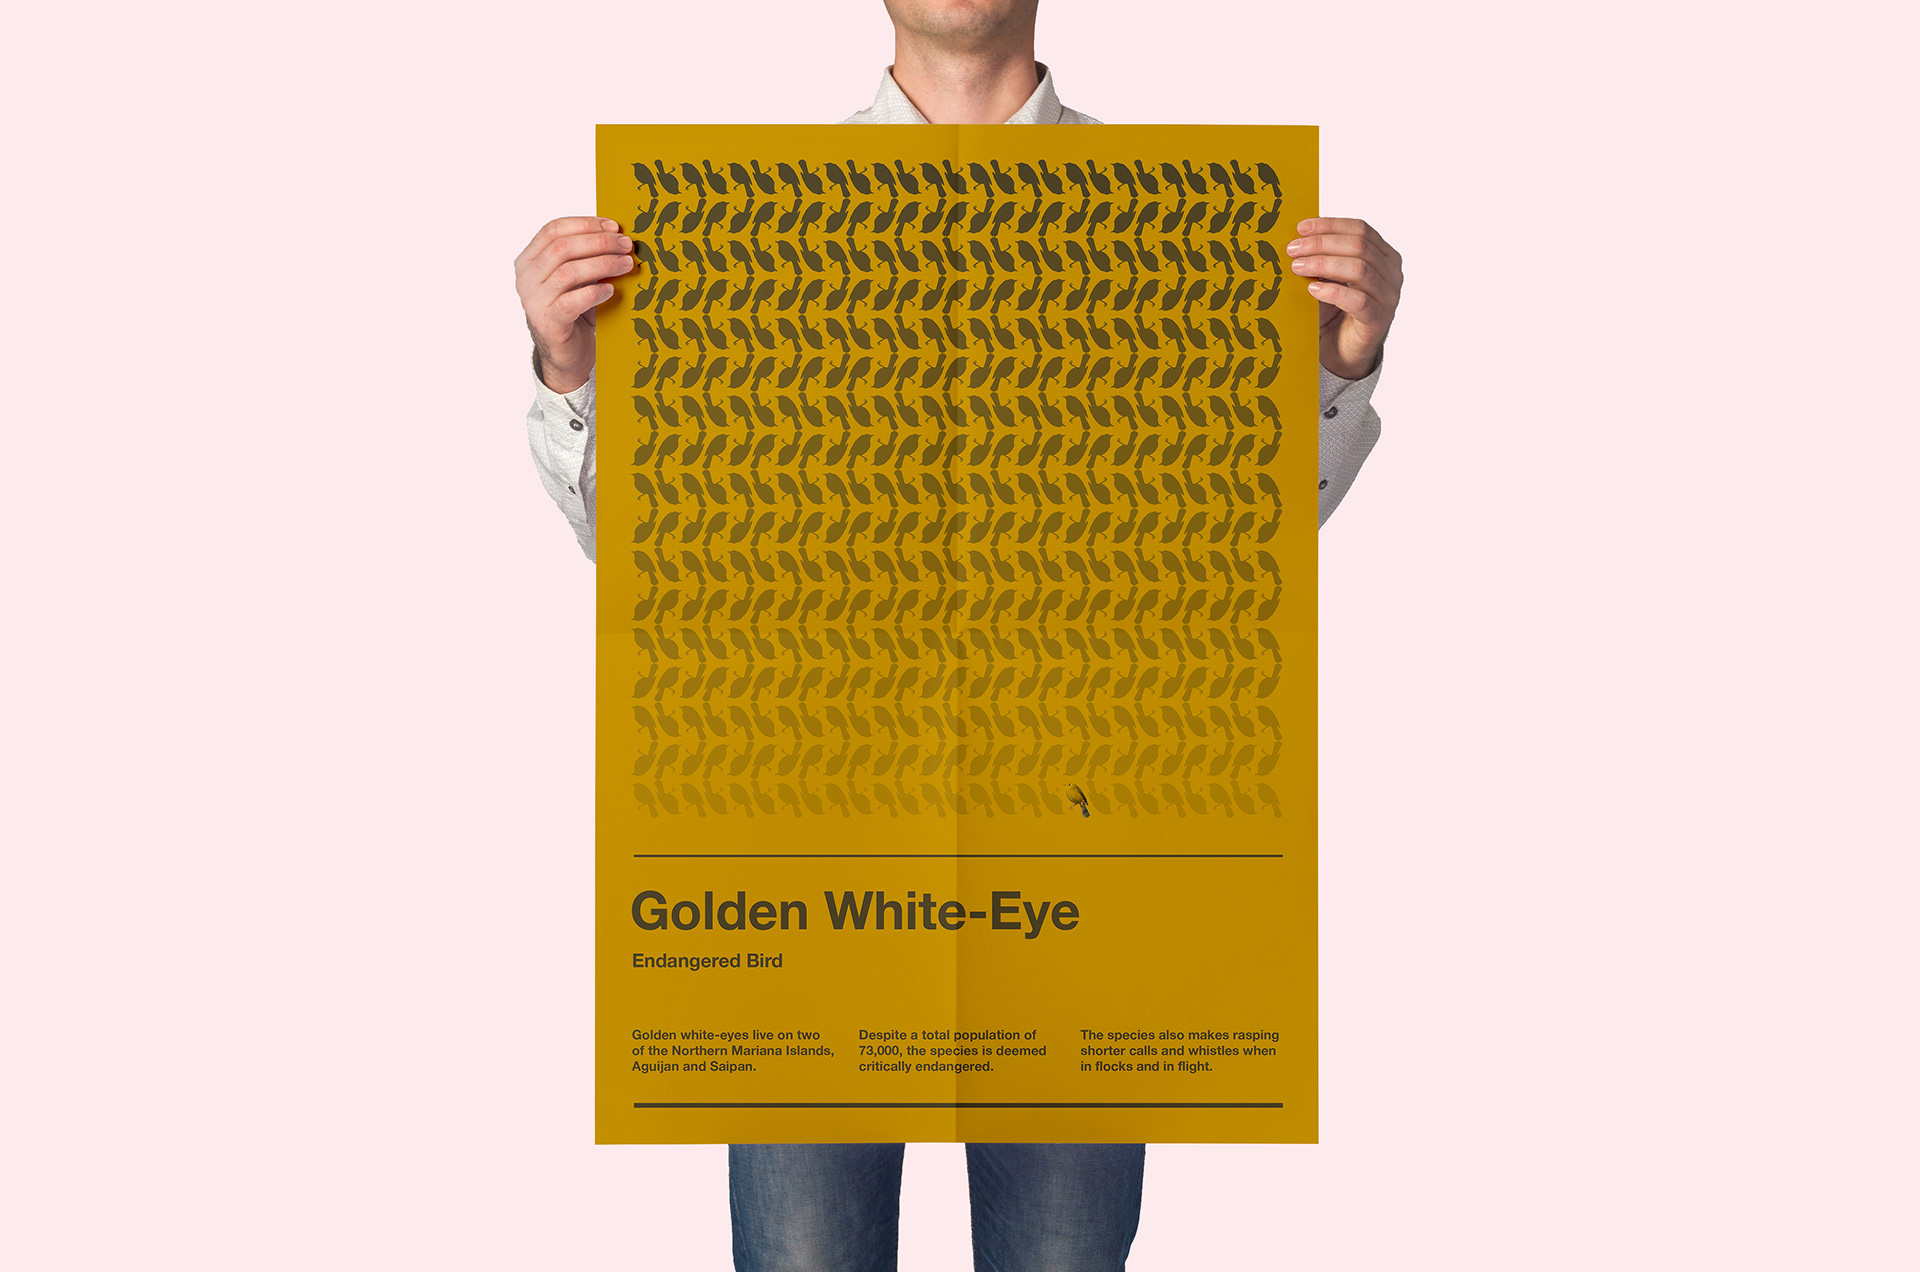 Golden White-Eye
Endangered Bird
Golden white-eyes live on two
of the Northern Mariana Islands,
Aguijan and Saipan.
Despite a total population of
73,000, the species is deemed
critically endangered.
The species also makes rasping
shorter calls and whistles when
in flocks and in flight.